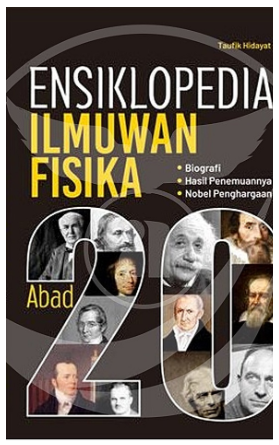 Taufik Hidayat
ENSIKLOPEDIA
ILMUWAN
FISIKA
• Biografi
• Hasil Penemuannya
• Nobel Penghargaan
Abad
20